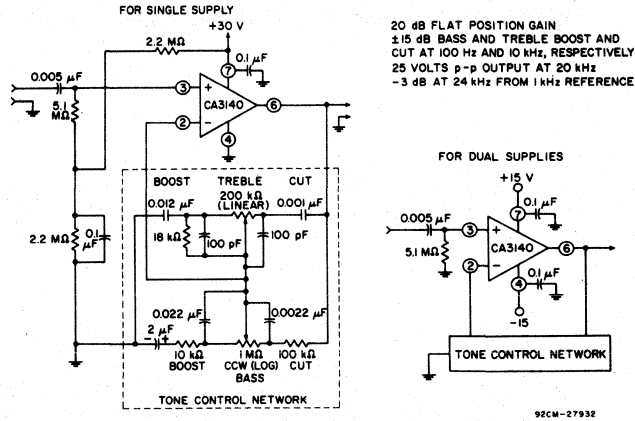 FOR SINGLE SUPPLY
+30 V
2.2 MΩ
0.1 μF
7
0.005 μF
3
+
CA3140
6
5.1 MΩ
2
−
4
BOOST
TREBLE
CUT
200 kΩ
(LINEAR)
0.012 μF
0.001 μF
18 kΩ
100 pF
100 pF
2.2 MΩ
0.1 μF
0.022 μF
0.0022 μF
2 μF
− +
10 kΩ
BOOST
1 MΩ
CCW (LOG)
BASS
100 kΩ
CUT
TONE CONTROL NETWORK
20 dB FLAT POSITION GAIN
±15 dB BASS AND TREBLE BOOST AND
CUT AT 100 Hz AND 10 kHz, RESPECTIVELY
25 VOLTS p-p OUTPUT AT 20 kHz
−3 dB AT 24 kHz FROM 1 kHz REFERENCE
FOR DUAL SUPPLIES
+15 V
7
0.1 μF
0.005 μF
3
+
CA3140
6
5.1 MΩ
2
−
4
0.1 μF
-15
TONE CONTROL NETWORK
92CM-27932